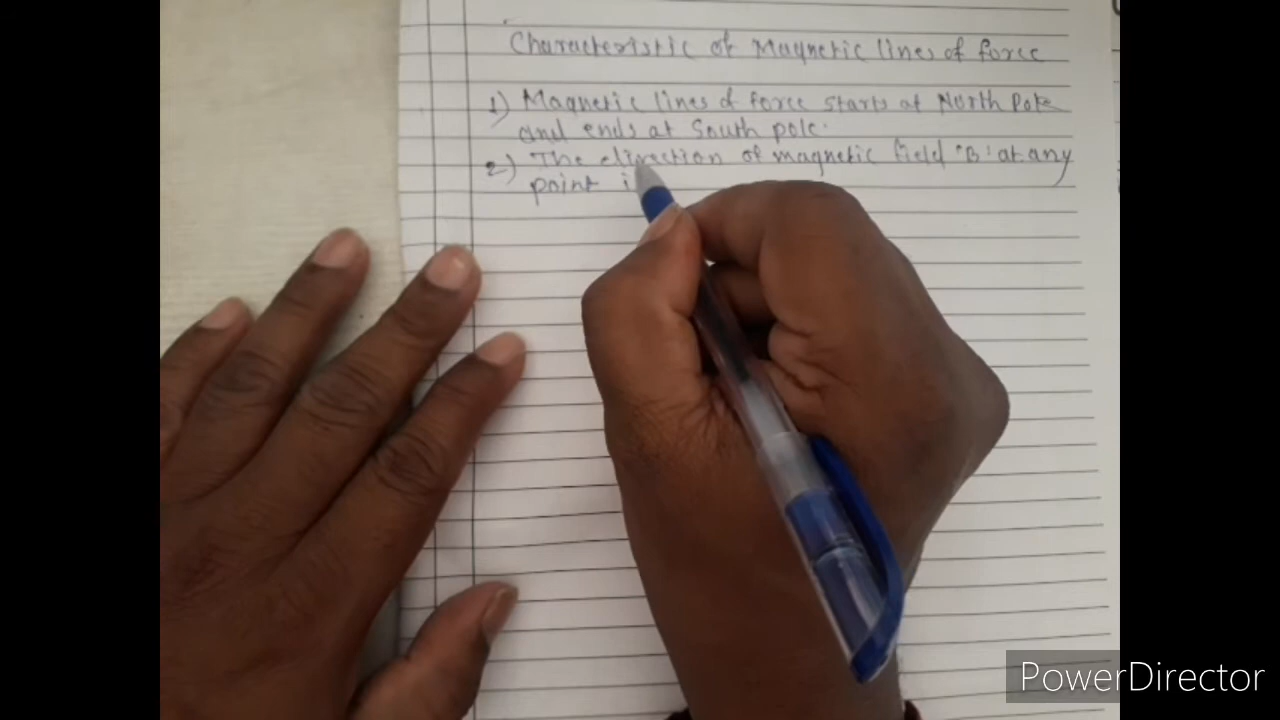 Characteristic of Magnetic lines of force
1) Magnetic lines of force starts at North Pole
and ends at South pole.
2) The direction of magnetic field 'B' at any
point i
PowerDirector